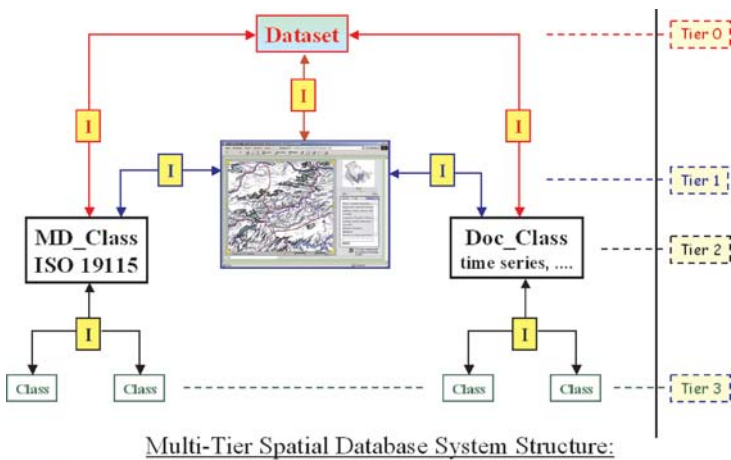 Dataset
Tier 0
I
I
I
I
I
Tier 1
MD_Class
ISO 19115
Doc_Class
time series, ....
Tier 2
I
I
Class
Class
Class
Class
Tier 3
Multi-Tier Spatial Database System Structure: